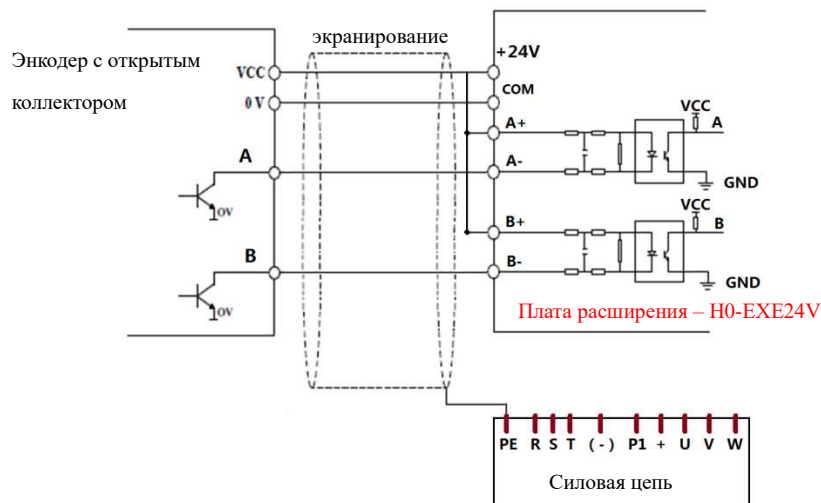 экранирование
Энкодер с открытым
коллектором
VCC
0 V
A
0V
B
0V
+24V
COM
A+
A-
B+
B-
VCC
A
GND
VCC
B
GND
Плата расширения – H0-EXE24V
PE R S T ( - ) P1 + U V W
Силовая цепь